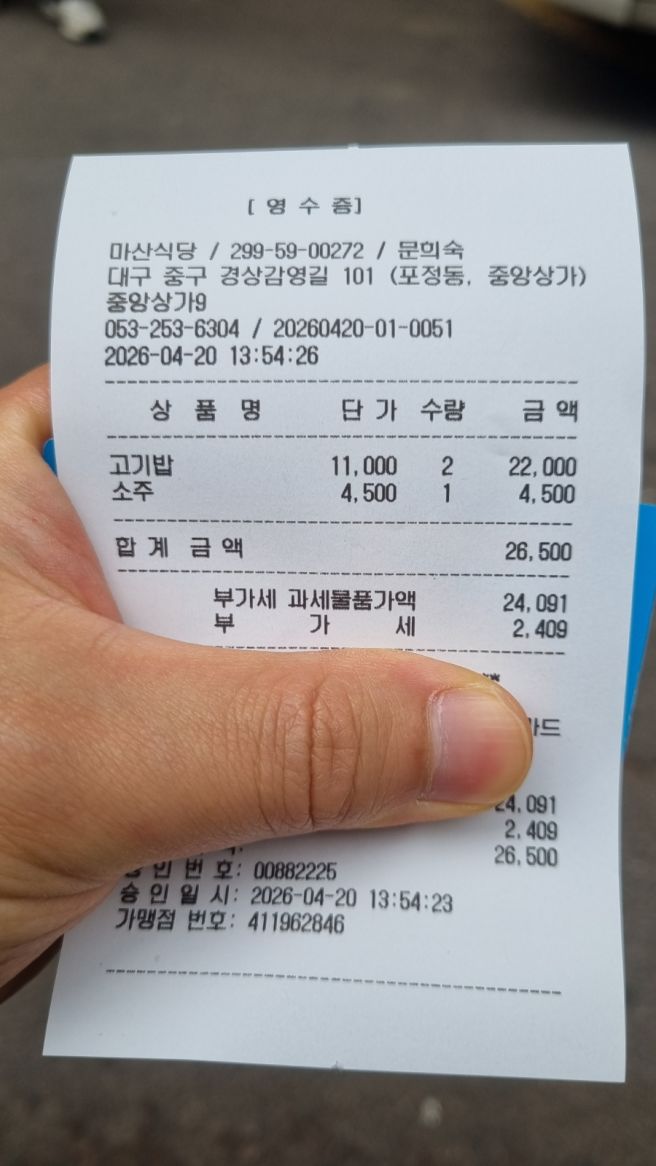 [ 영 수 증]
마산식당 / 299-59-00272 / 문희숙
대구 중구 경상감영길 101 (포정동, 중앙상가)
중앙상가9
053-253-6304 / 20260420-01-0051
2026-04-20 13:54:26
상 품 명 단 가 수량 금 액
고기밥 11,000 2 22,000
소주 4,500 1 4,500
합 계 금 액 26,500
부가세 과세물품가액 24,091
부 가 세 2,409
카드
24,091
2,409
26,500
승 인 번 호: 00882225
승 인 일 시: 2026-04-20 13:54:23
가맹점 번호: 411962846